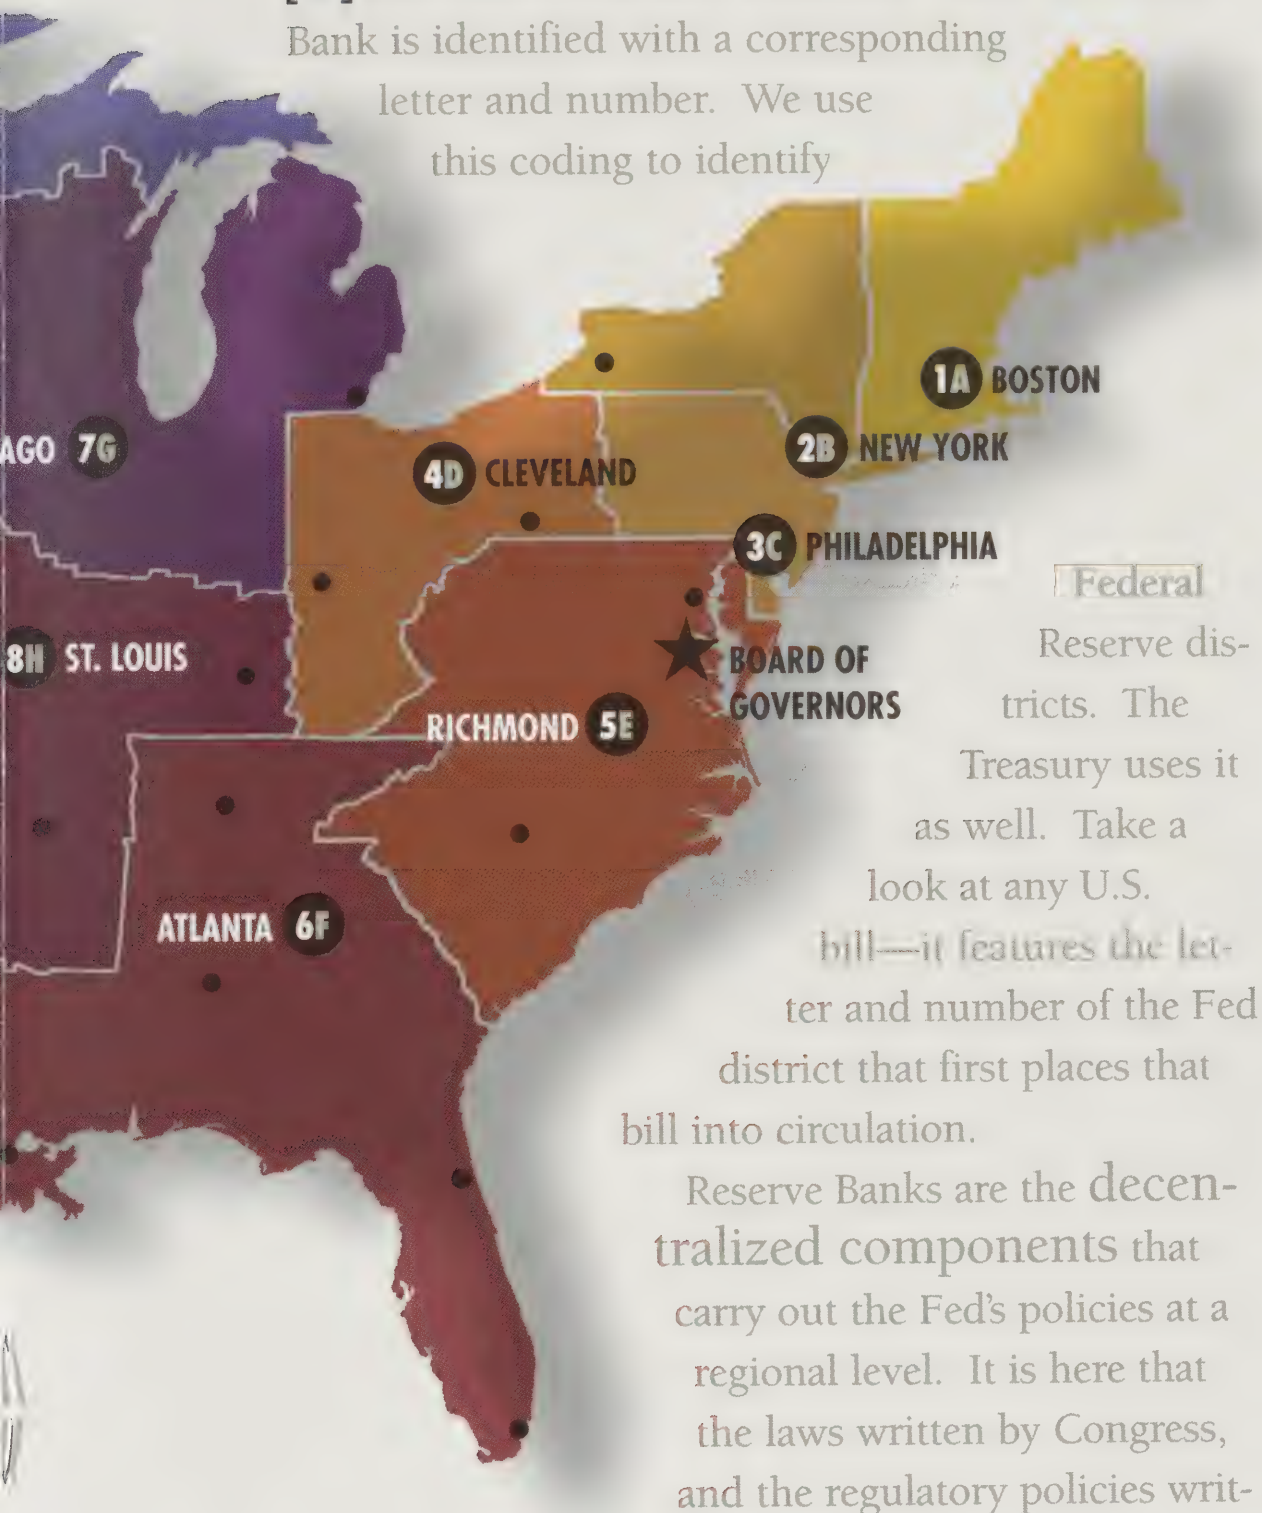 Bank is identified with a corresponding
letter and number. We use
this coding to identify
1A BOSTON
AGO 7G
2B NEW YORK
4D CLEVELAND
3C PHILADELPHIA
Federal
Reserve dis-
8H ST. LOUIS
BOARD OF
GOVERNORS
tricts. The
RICHMOND 5E
Treasury uses it
as well. Take a
look at any U.S.
ATLANTA 6F
bill—it features the let-
ter and number of the Fed
district that first places that
bill into circulation.
Reserve Banks are the decen-
tralized components that
carry out the Fed's policies at a
regional level. It is here that
the laws written by Congress,
and the regulatory policies writ-